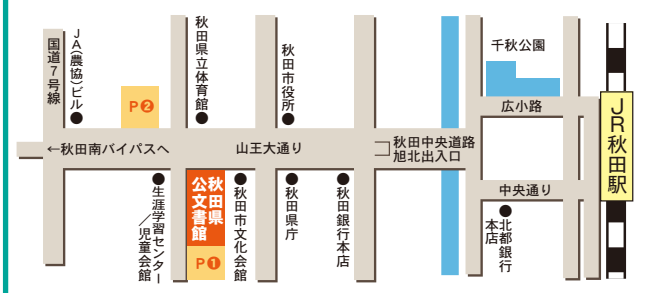 国道7号線
JA(農協)ビル
P❷
秋田県立体育館
秋田市役所
千秋公園
広小路
JR秋田駅
←秋田南バイパスへ
山王大通り
秋田中央道路
旭北出入口
中央通り
生涯学習センター
／児童会館
秋田県
公文書館
P❶
秋田市文化会館
秋田県庁
秋田銀行本店
北都銀行
本店